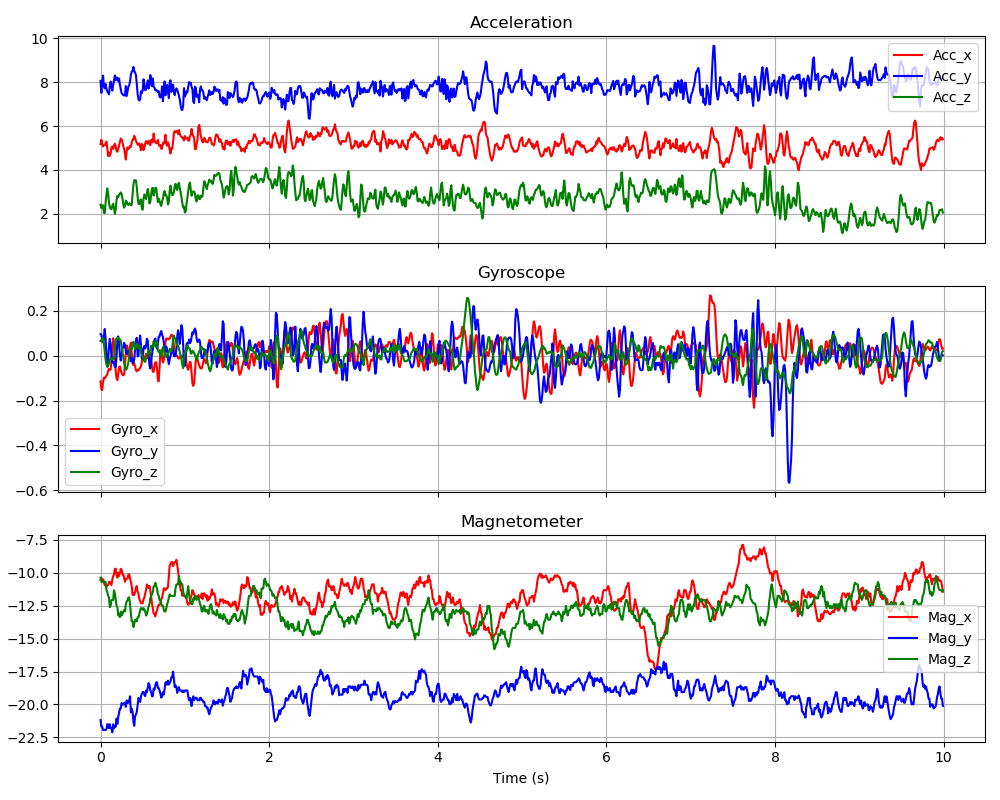 Acceleration
10
8
6
4
2
Acc_x
Acc_y
Acc_z
Gyroscope
0.2
0.0
−0.2
−0.4
−0.6
Gyro_x
Gyro_y
Gyro_z
Magnetometer
−7.5
−10.0
−12.5
−15.0
−17.5
−20.0
−22.5
Mag_x
Mag_y
Mag_z
0 2 4 6 8 10
Time (s)